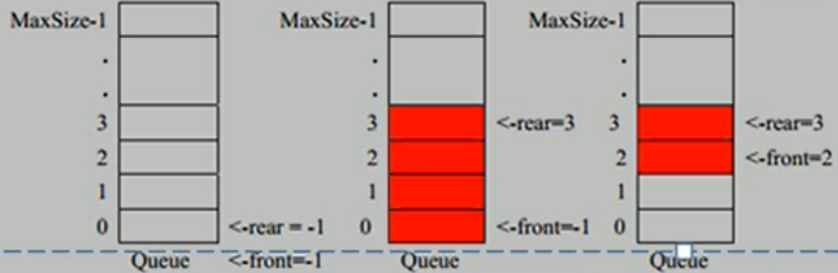 MaxSize-1 MaxSize-1 MaxSize-1
. . .
. . .
3 3 <-rear=3 3 <-rear=3
2 2 2 <-front=2
1 1 1
0 <-rear = -1 0 <-front=-1 0
Queue <-front=-1 Queue Queue